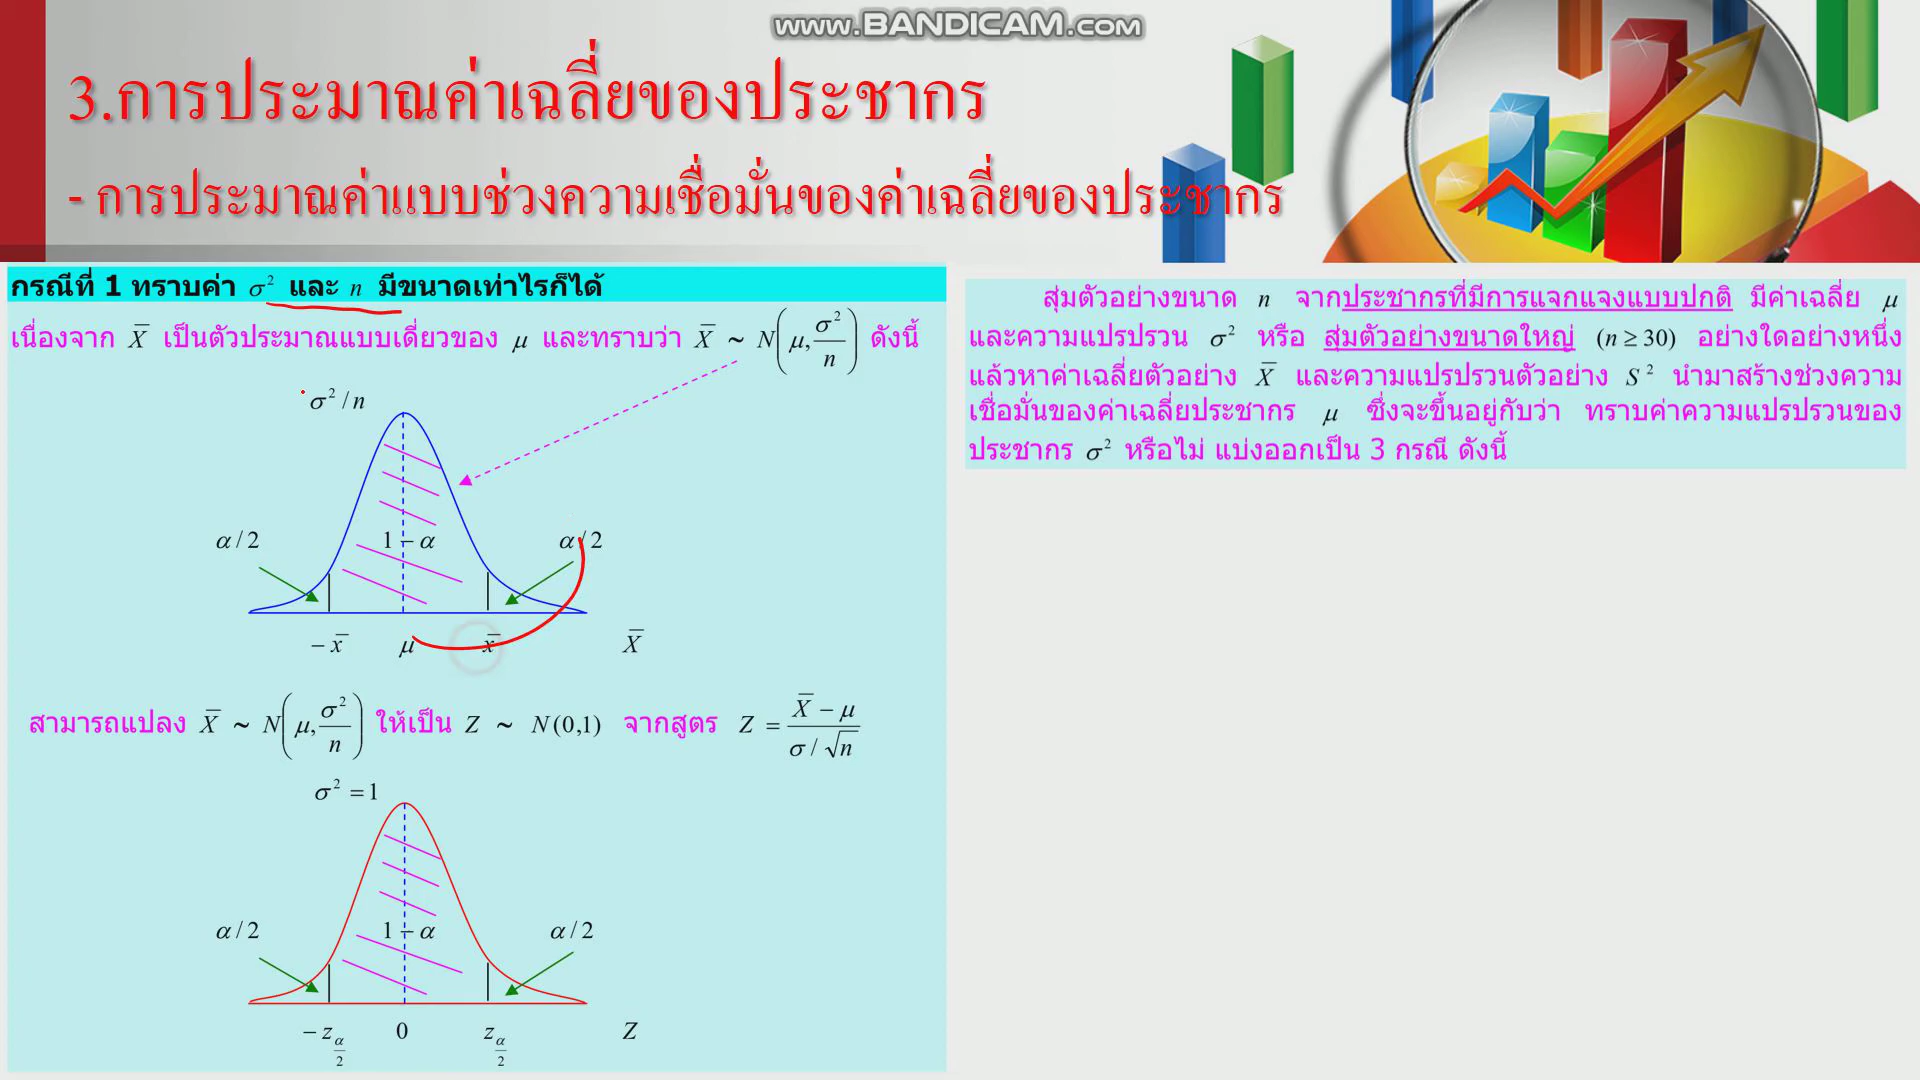 www.BANDICAM.com
3.การประมาณค่าเฉลี่ยของประชากร
- การประมาณค่าแบบช่วงความเชื่อมั่นของค่าเฉลี่ยของประชากร
กรณีที่ 1 ทราบค่า σ² และ n มีขนาดเท่าไรก็ได้
เนื่องจาก X̅ เป็นตัวประมาณแบบเดี่ยวของ μ และทราบว่า X̅ ~ N(μ, σ²/n) ดังนี้
σ² / n
α / 2 1 − α α / 2
− x̅ μ x̅ X̅
สามารถแปลง X̅ ~ N(μ, σ²/n) ให้เป็น Z ~ N(0,1) จากสูตร Z = (X̅ − μ) / (σ / √n)
σ² = 1
α / 2 1 − α α / 2
− z α/2 0 z α/2 Z
สุ่มตัวอย่างขนาด n จากประชากรที่มีการแจกแจงแบบปกติ มีค่าเฉลี่ย μ
และความแปรปรวน σ² หรือ สุ่มตัวอย่างขนาดใหญ่ (n ≥ 30) อย่างใดอย่างหนึ่ง
แล้วหาค่าเฉลี่ยตัวอย่าง X̅ และความแปรปรวนตัวอย่าง S² นำมาสร้างช่วงความ
เชื่อมั่นของค่าเฉลี่ยประชากร μ ซึ่งจะขึ้นอยู่กับว่า ทราบค่าความแปรปรวนของ
ประชากร σ² หรือไม่ แบ่งออกเป็น 3 กรณี ดังนี้